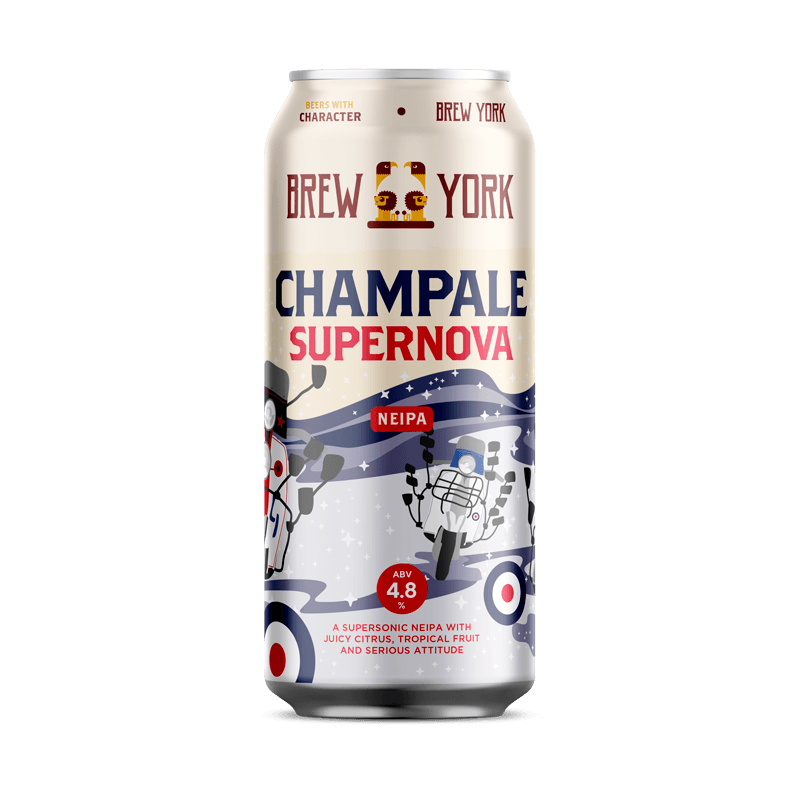 BEERS WITH
CHARACTER
BREW YORK
BREW YORK
CHAMPALE
SUPERNOVA
NEIPA
ABV
4.8
%
A SUPERSONIC NEIPA WITH
JUICY CITRUS, TROPICAL FRUIT
AND SERIOUS ATTITUDE